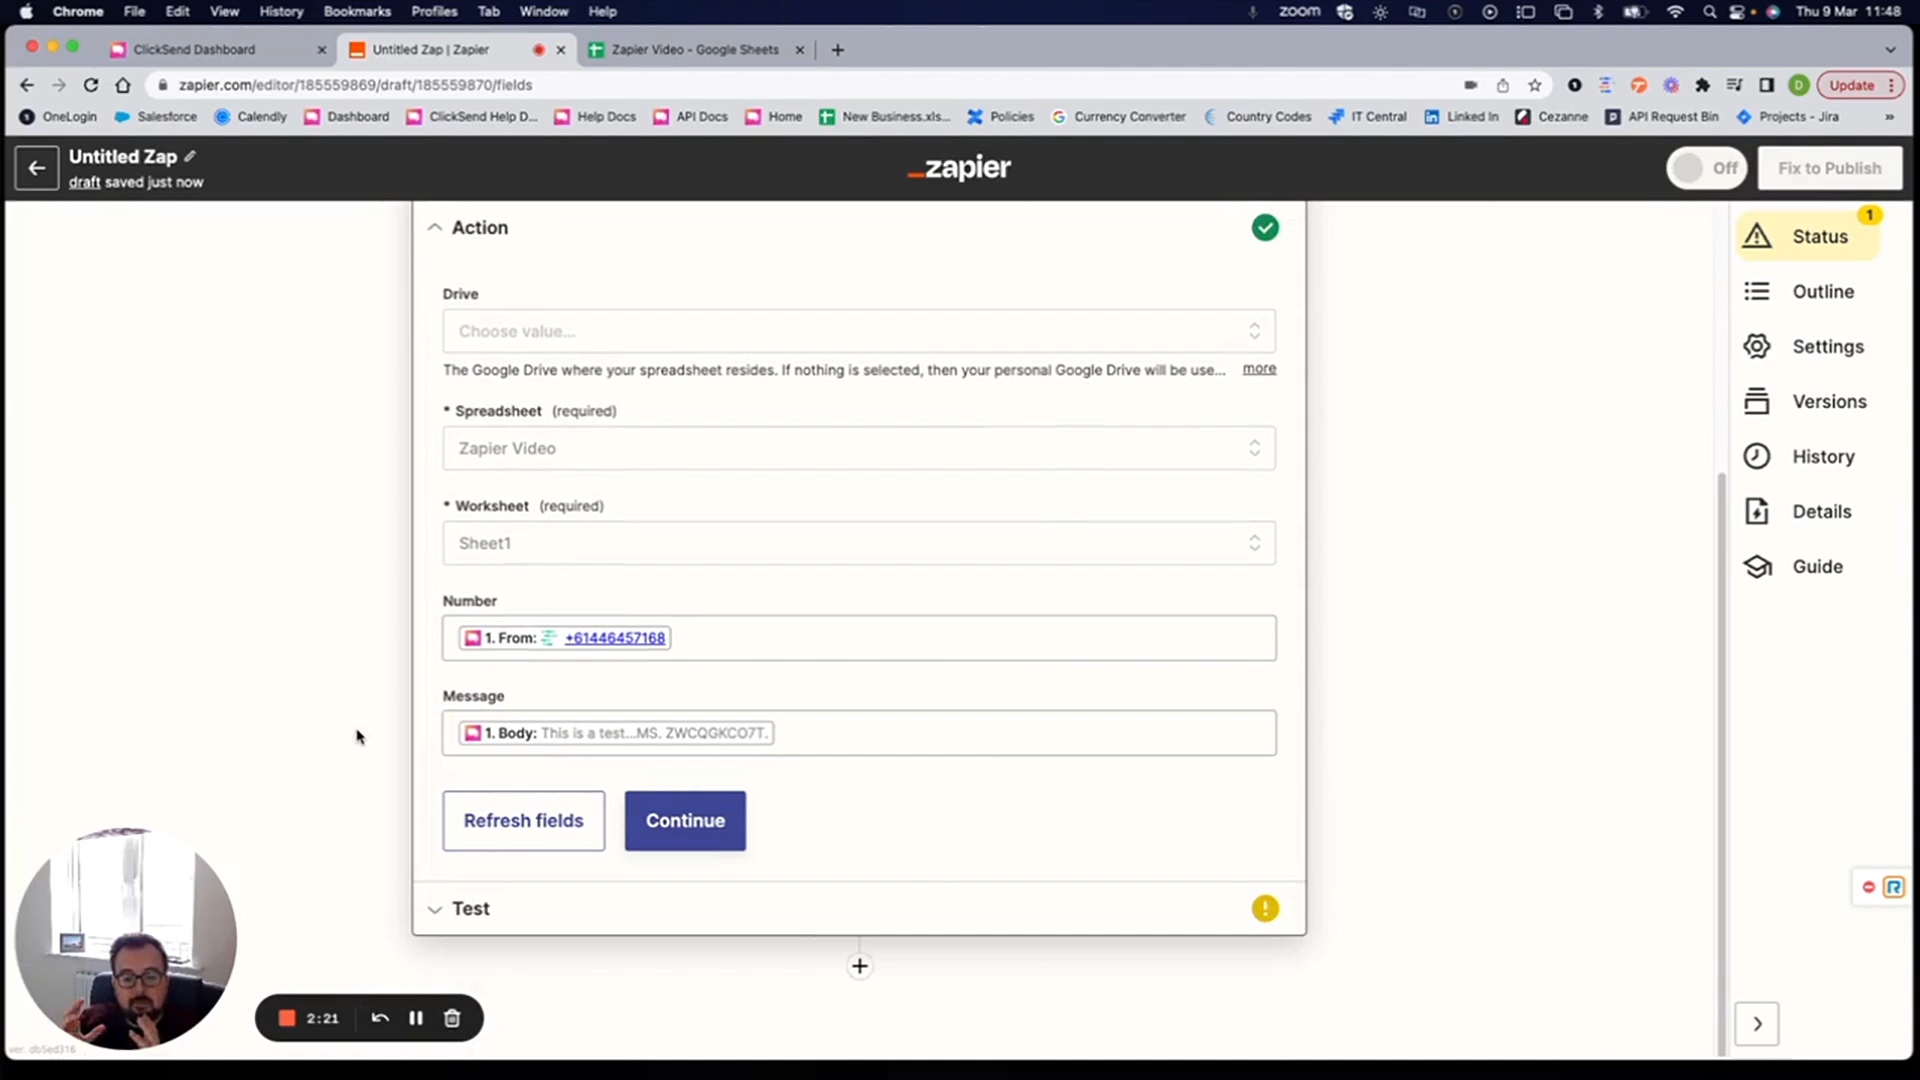 Chrome File Edit View History Bookmarks Profiles Tab Window Help zoom Thu 9 Mar 11:48
ClickSend Dashboard Untitled Zap | Zapier Zapier Video - Google Sheets
zapier.com/editor/185559869/draft/185559870/fields D Update
OneLogin Salesforce Calendly Dashboard ClickSend Help D... Help Docs API Docs Home New Business.xls... Policies Currency Converter Country Codes IT Central Linked In Cezanne API Request Bin Projects - Jira »
Untitled Zap
draft saved just now
_zapier
Off
Fix to Publish
Action
Drive
Choose value...
The Google Drive where your spreadsheet resides. If nothing is selected, then your personal Google Drive will be use... more
* Spreadsheet (required)
Zapier Video
* Worksheet (required)
Sheet1
Number
1. From: +61446457168
Message
1. Body: This is a test...MS. ZWCQGKCO7T.
Refresh fields
Continue
Test
1
Status
Outline
Settings
Versions
History
Details
Guide
2:21
ver. db5ed316